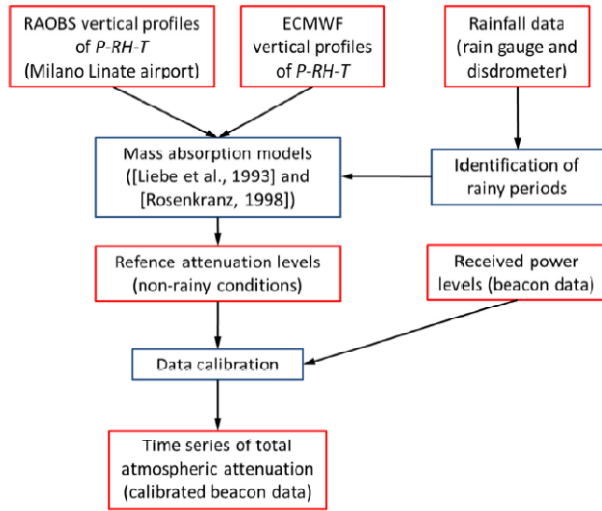 RAOBS vertical profiles
of P-RH-T
(Milano Linate airport)
ECMWF
vertical profiles
of P-RH-T
Rainfall data
(rain gauge and
disdrometer)
Mass absorption models
([Liebe et al., 1993] and
[Rosenkranz, 1998])
Identification of
rainy periods
Refence attenuation levels
(non-rainy conditions)
Received power
levels (beacon data)
Data calibration
Time series of total
atmospheric attenuation
(calibrated beacon data)